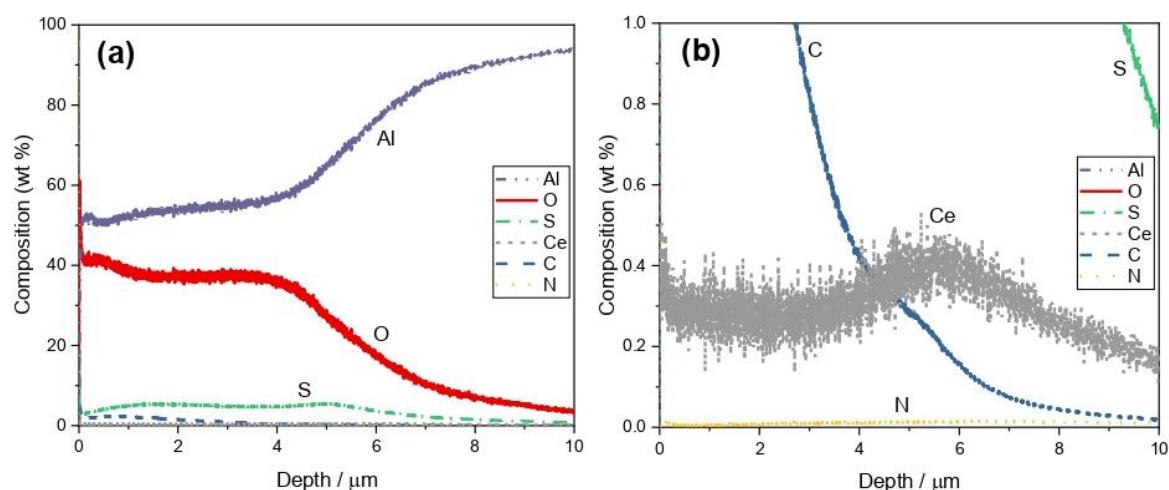 (a)
Composition (wt %)
100
80
60
40
20
0
Al
O
S
Al
O
S
Ce
C
N
0
2
4
6
8
10
Depth / μm
(b)
Composition (wt %)
1.0
0.8
0.6
0.4
0.2
0.0
C
S
Ce
N
Al
O
S
Ce
C
N
0
2
4
6
8
10
Depth / μm